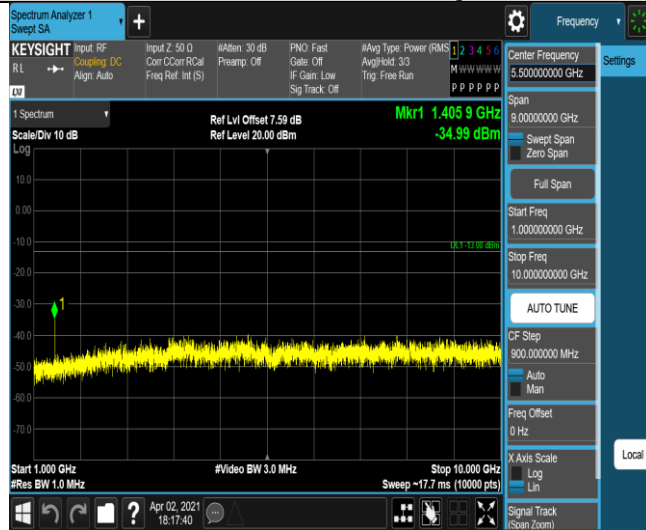 Spectrum Analyzer 1
Swept SA
+
Frequency
KEYSIGHT
RL
LXI
Input: RF
Coupling: DC
Align: Auto
Input Z: 50 Ω
Corr CCorr RCal
Freq Ref: Int (S)
#Atten: 30 dB
Preamp: Off
PNO: Fast
Gate: Off
IF Gain: Low
Sig Track: Off
#Avg Type: Power (RMS
Avg|Hold: 3/3
Trig: Free Run
1 2 3 4 5 6
M W W W W W
P P P P P P
1 Spectrum
Scale/Div 10 dB
Ref Lvl Offset 7.59 dB
Ref Level 20.00 dBm
Mkr1 1.405 9 GHz
-34.99 dBm
Log
10.0
0.00
-10.0
DL1 -13.00 dBm
-20.0
-30.0
1
-40.0
-50.0
-60.0
-70.0
Start 1.000 GHz
#Res BW 1.0 MHz
#Video BW 3.0 MHz
Stop 10.000 GHz
Sweep ~17.7 ms (10000 pts)
?
Apr 02, 2021
18:17:40
Center Frequency
5.500000000 GHz
Span
9.00000000 GHz
Swept Span
Zero Span
Full Span
Start Freq
1.000000000 GHz
Stop Freq
10.000000000 GHz
AUTO TUNE
CF Step
900.000000 MHz
Auto
Man
Freq Offset
0 Hz
X Axis Scale
Log
Lin
Signal Track
(Span Zoom)
Settings
Local